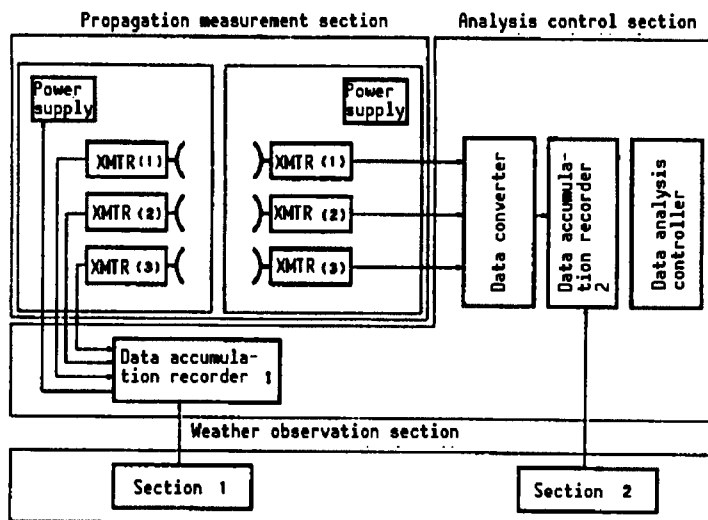 Propagation measurement section
Analysis control section
Power
supply
Power
supply
XMTR(1)
XMTR(1)
XMTR(2)
XMTR(2)
XMTR(3)
XMTR(3)
Data converter
Data accumula-
tion recorder
2
Data analysis
controller
Data accumula-
tion recorder 1
Weather observation section
Section 1
Section 2